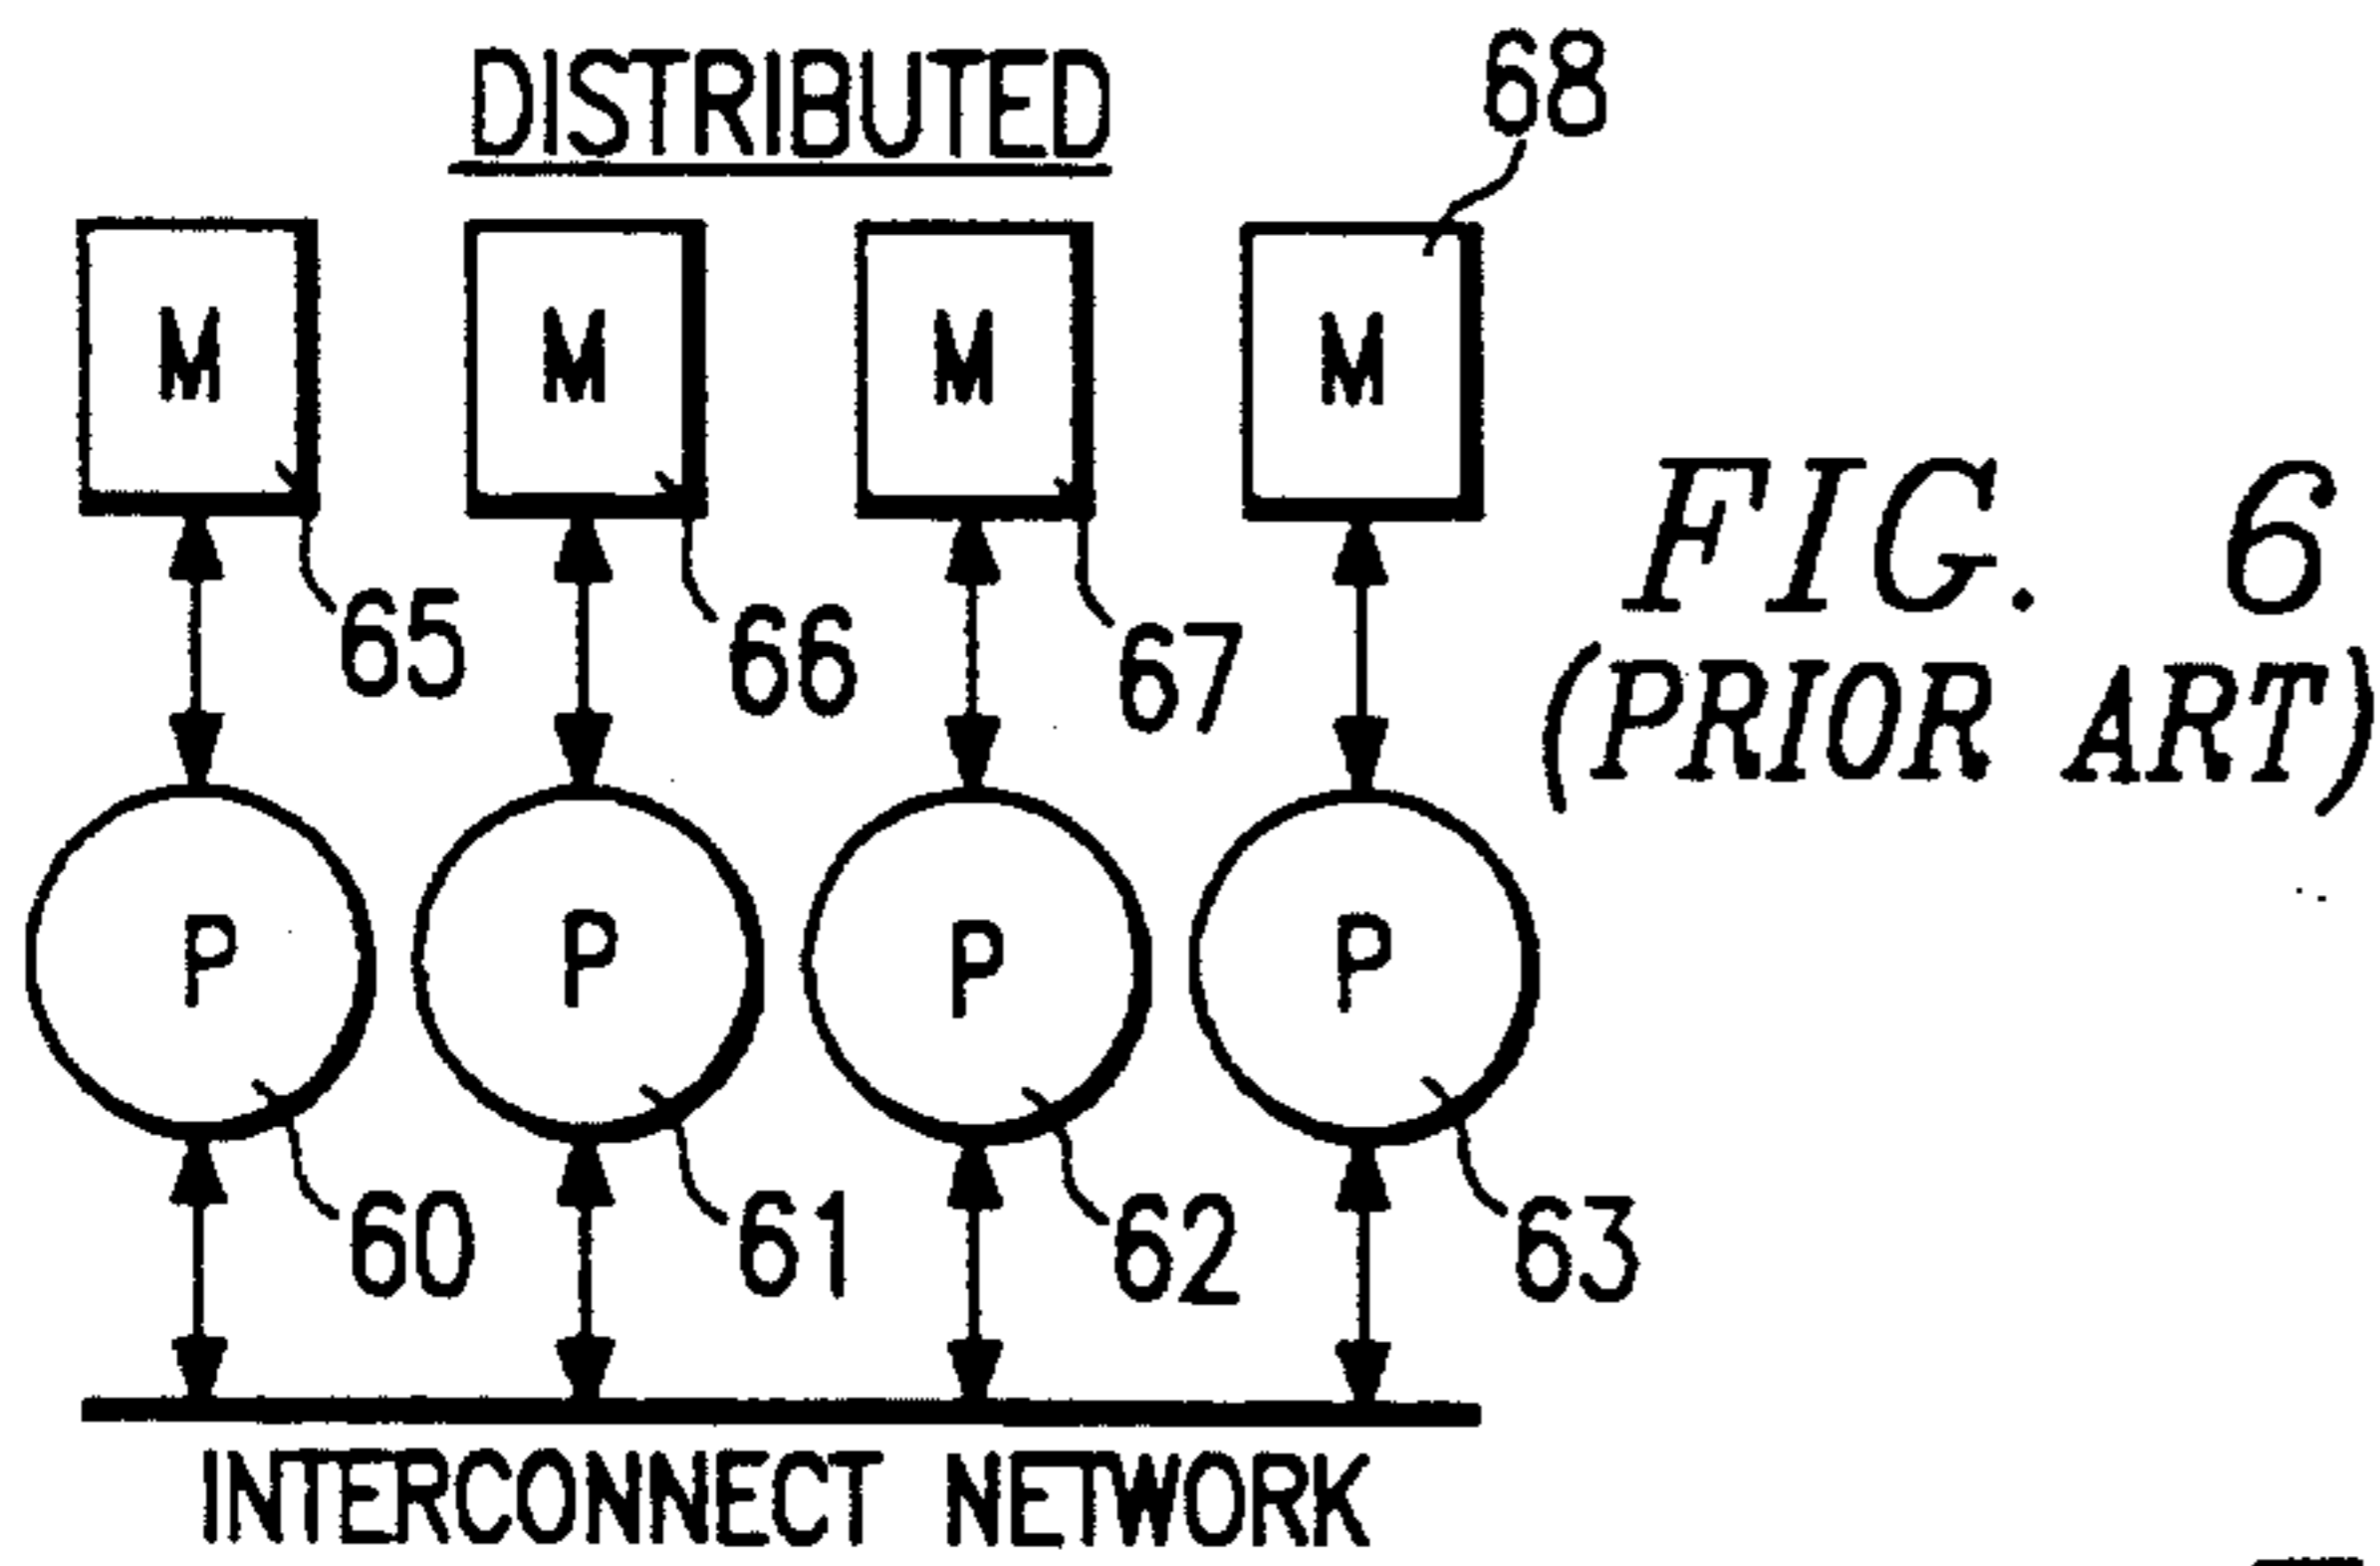 DISTRIBUTED
68
M M M M
65 66 67
FIG. 6
(PRIOR ART)
P P P P
60 61 62 63
INTERCONNECT NETWORK